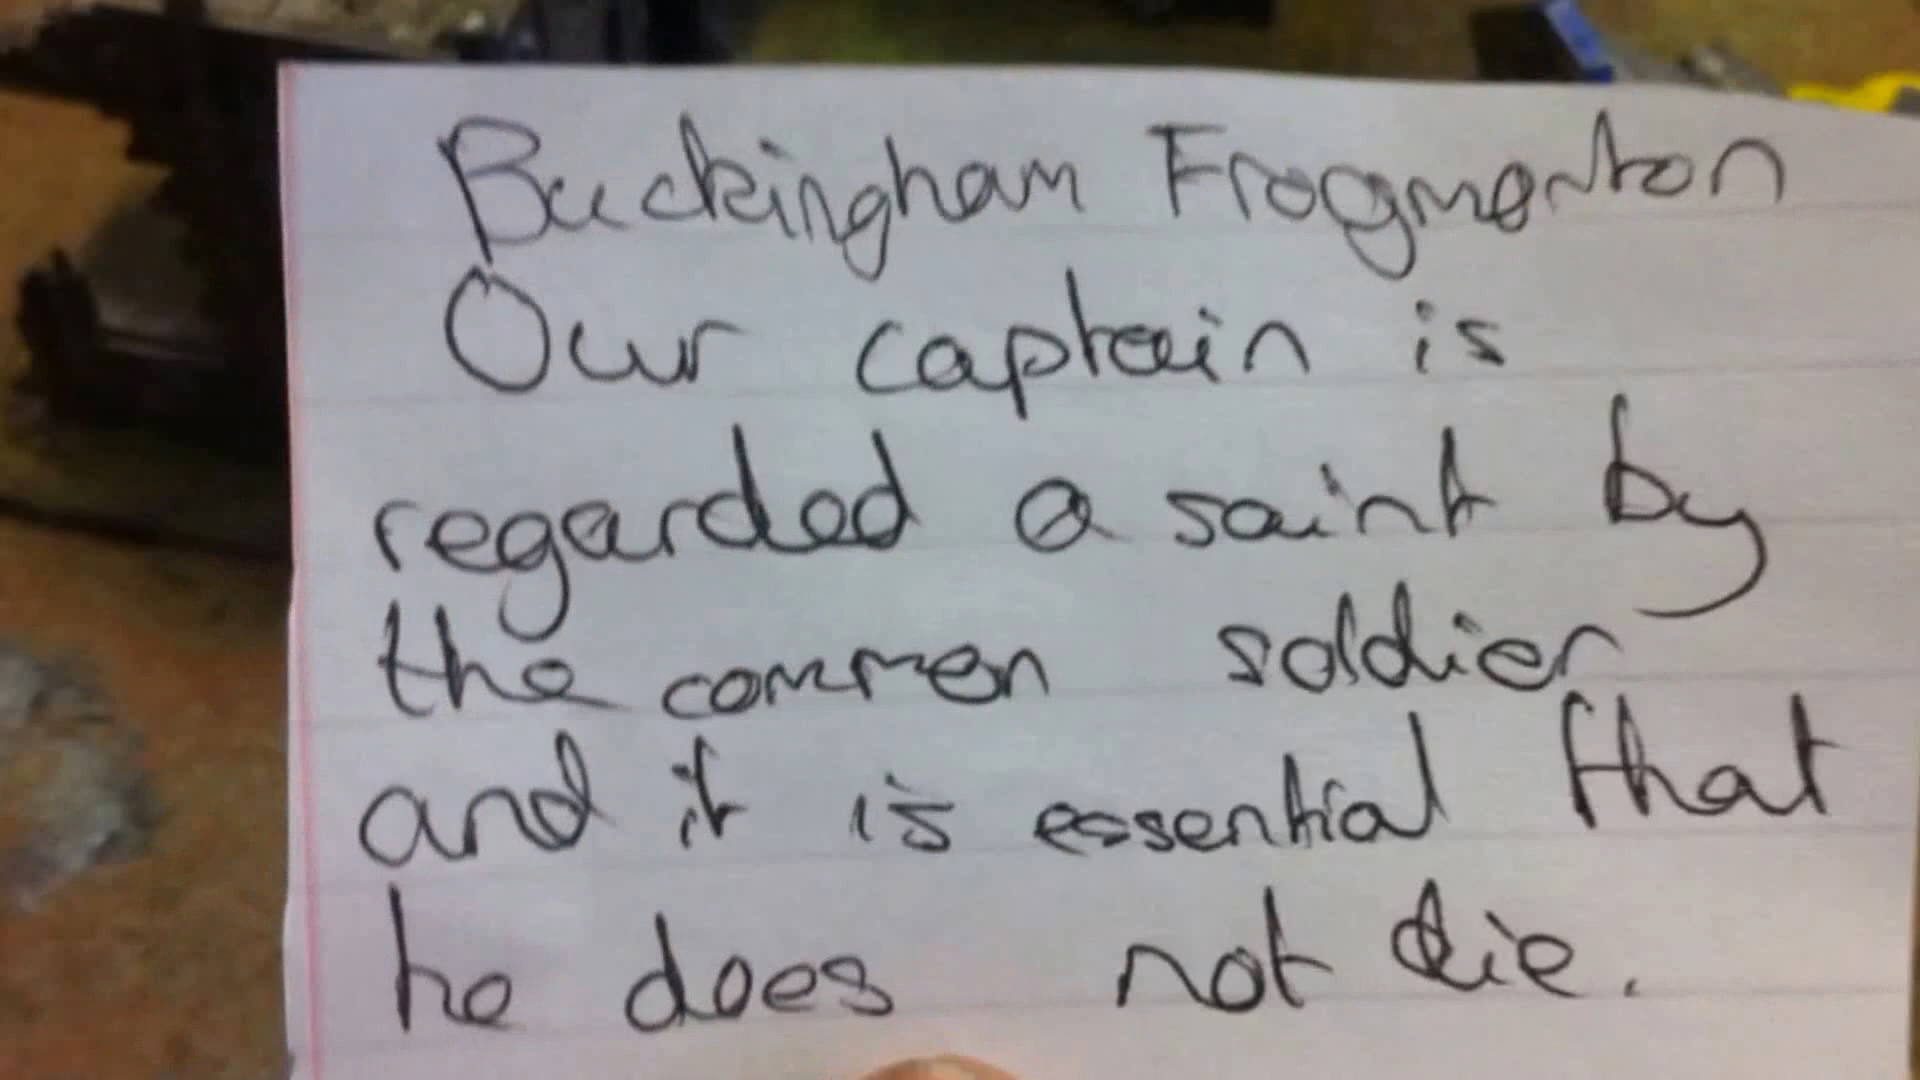 Buckingham Frogmorton
Our captain is
regarded a saint by
the common soldier
and it is essential that
he does not die.